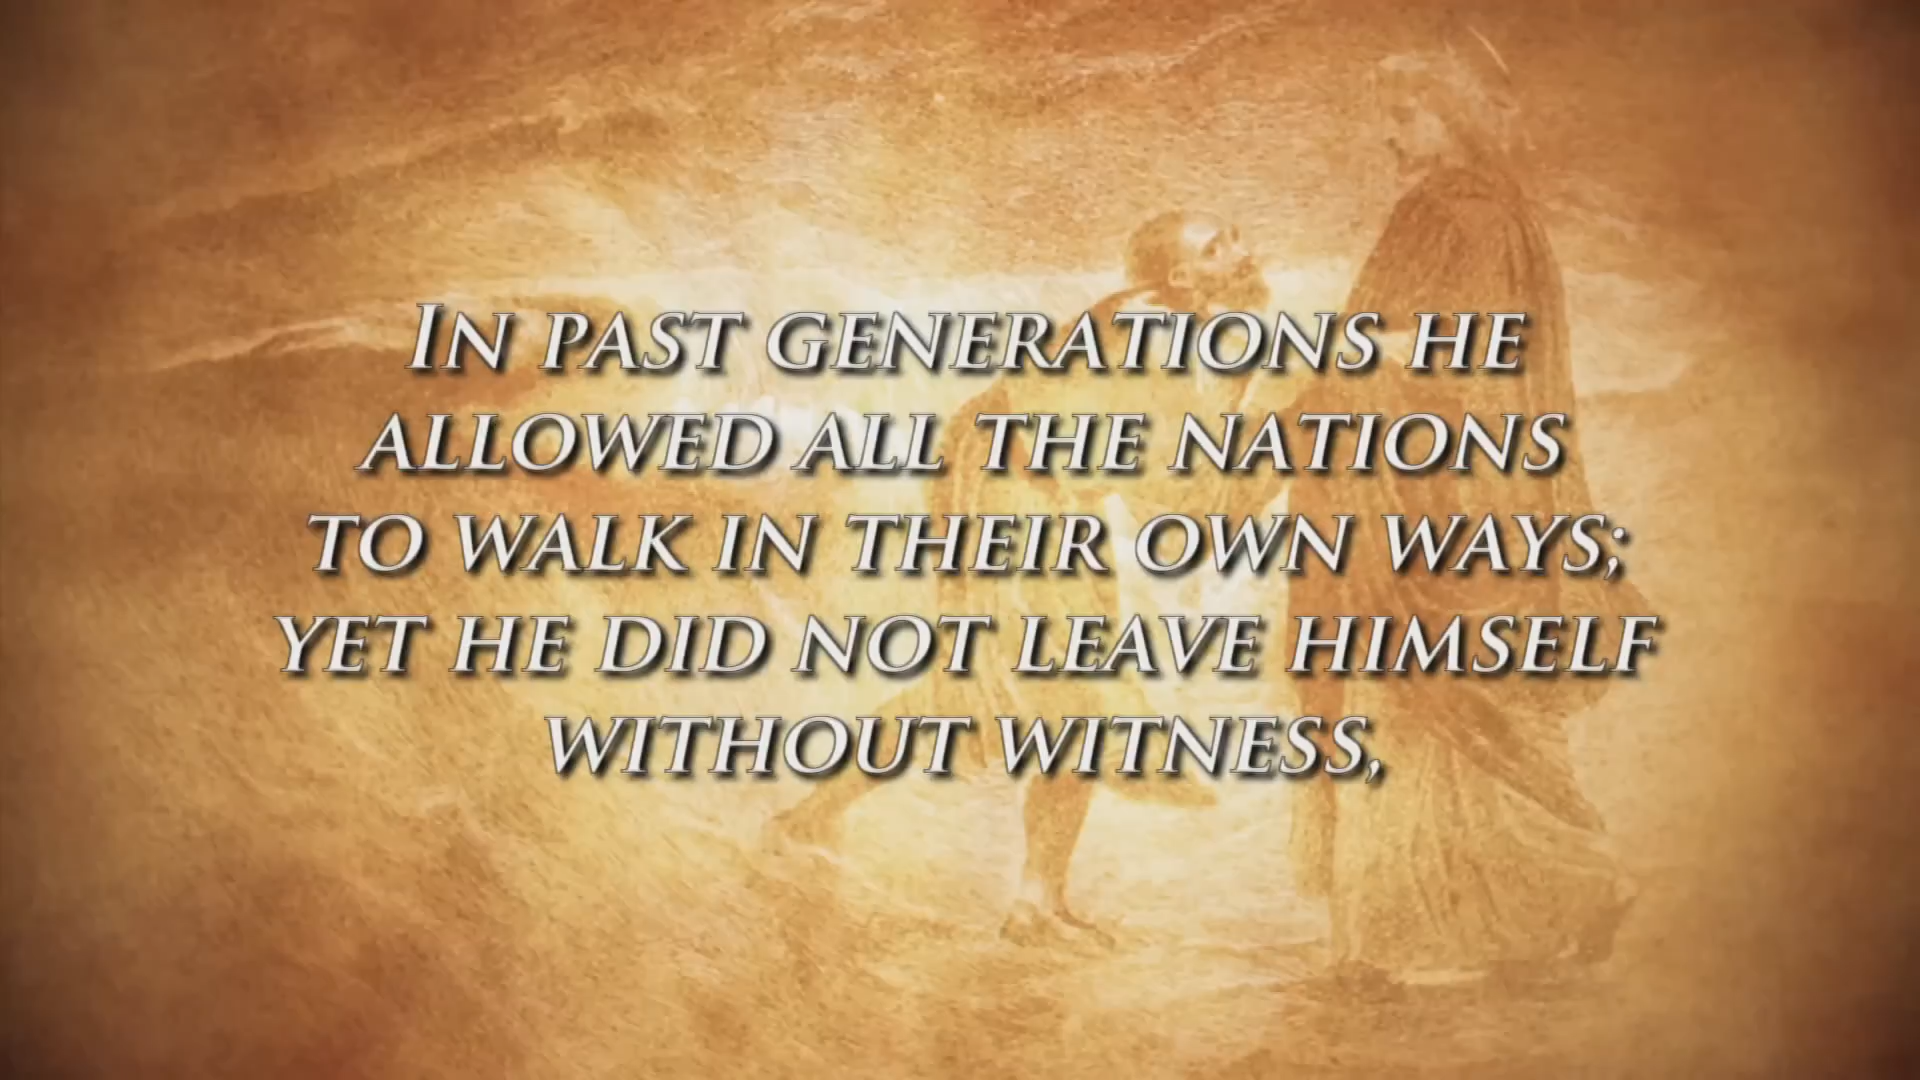 IN PAST GENERATIONS HE
ALLOWED ALL THE NATIONS
TO WALK IN THEIR OWN WAYS;
YET HE DID NOT LEAVE HIMSELF
WITHOUT WITNESS,